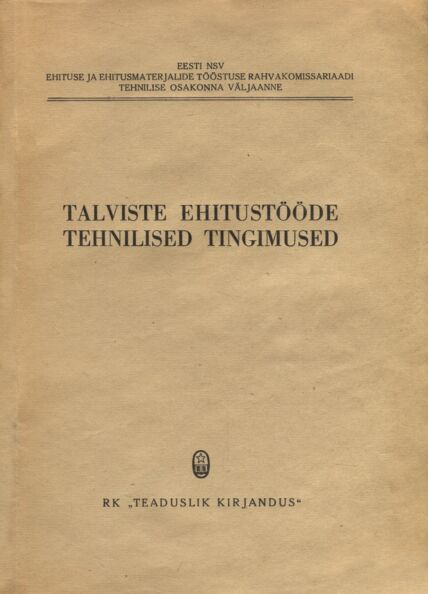 EESTI NSV
EHITUSE JA EHITUSMATERJALIDE TÖÖSTUSE RAHVAKOMISSARIAADI
TEHNILISE OSAKONNA VÄLJAANNE
TALVISTE EHITUSTÖÖDE
TEHNILISED TINGIMUSED
RK „TEADUSLIK KIRJANDUS“